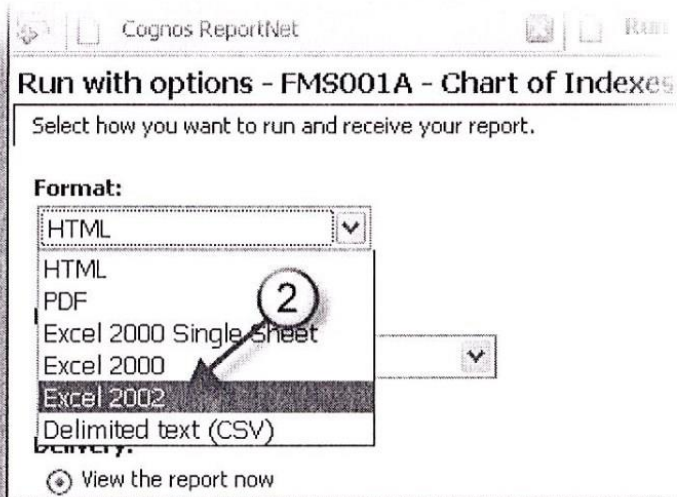 Cognos ReportNet
Run
Run with options - FMS001A - Chart of Indexes
Select how you want to run and receive your report.
Format:
HTML
HTML
PDF
2
Excel 2000 Single Sheet
Excel 2000
Excel 2002
Delimited text (CSV)
Delivery:
View the report now